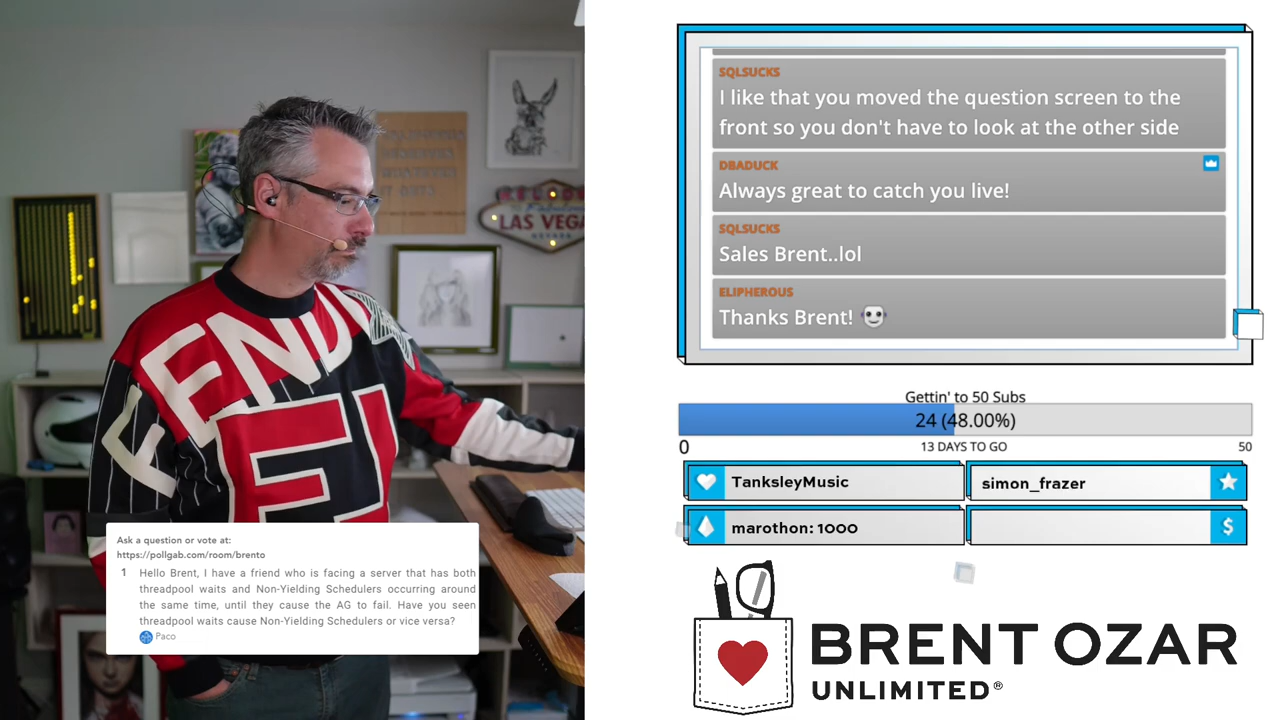 RELOJES
Fabulous
LAS VEGAS
NEVADA
FENDI
FE
Ask a question or vote at:
https://pollgab.com/room/brento
1 Hello Brent, I have a friend who is facing a server that has both
threadpool waits and Non-Yielding Schedulers occurring around
the same time, until they cause the AG to fail. Have you seen
threadpool waits cause Non-Yielding Schedulers or vice versa?
Paco
SQLSUCKS
I like that you moved the question screen to the
front so you don't have to look at the other side
DBADUCK
Always great to catch you live!
SQLSUCKS
Sales Brent..lol
ELIPHEROUS
Thanks Brent!
Gettin' to 50 Subs
24 (48.00%)
0 13 DAYS TO GO 50
TanksleyMusic
simon_frazer
marothon: 1000
$
BRENT OZAR
UNLIMITED®